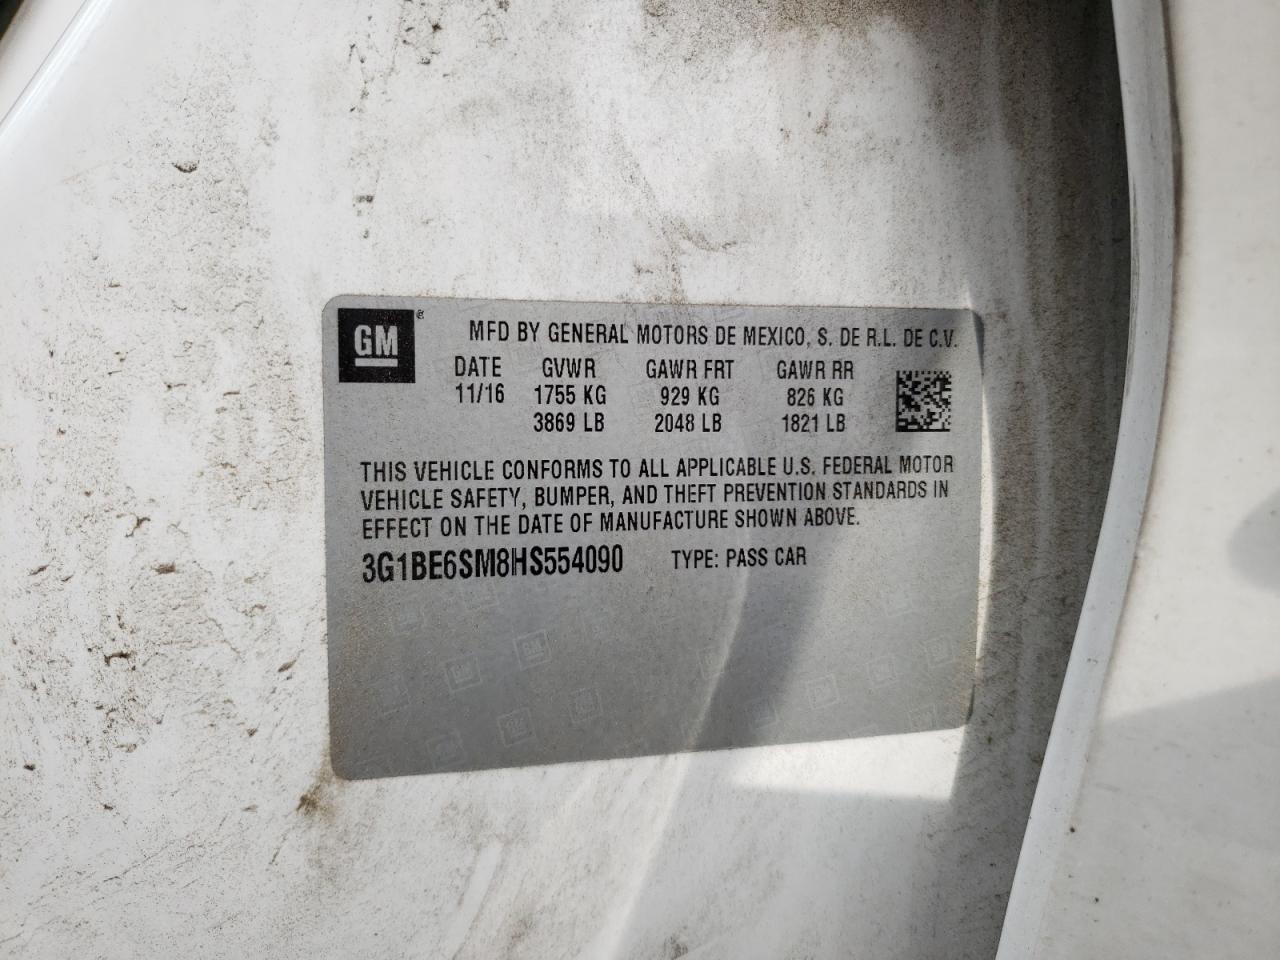 GM ®
MFD BY GENERAL MOTORS DE MEXICO, S. DE R.L. DE C.V.
DATE GVWR GAWR FRT GAWR RR
11/16 1755 KG 929 KG 826 KG
3869 LB 2048 LB 1821 LB
THIS VEHICLE CONFORMS TO ALL APPLICABLE U.S. FEDERAL MOTOR
VEHICLE SAFETY, BUMPER, AND THEFT PREVENTION STANDARDS IN
EFFECT ON THE DATE OF MANUFACTURE SHOWN ABOVE.
3G1BE6SM8HS554090 TYPE: PASS CAR